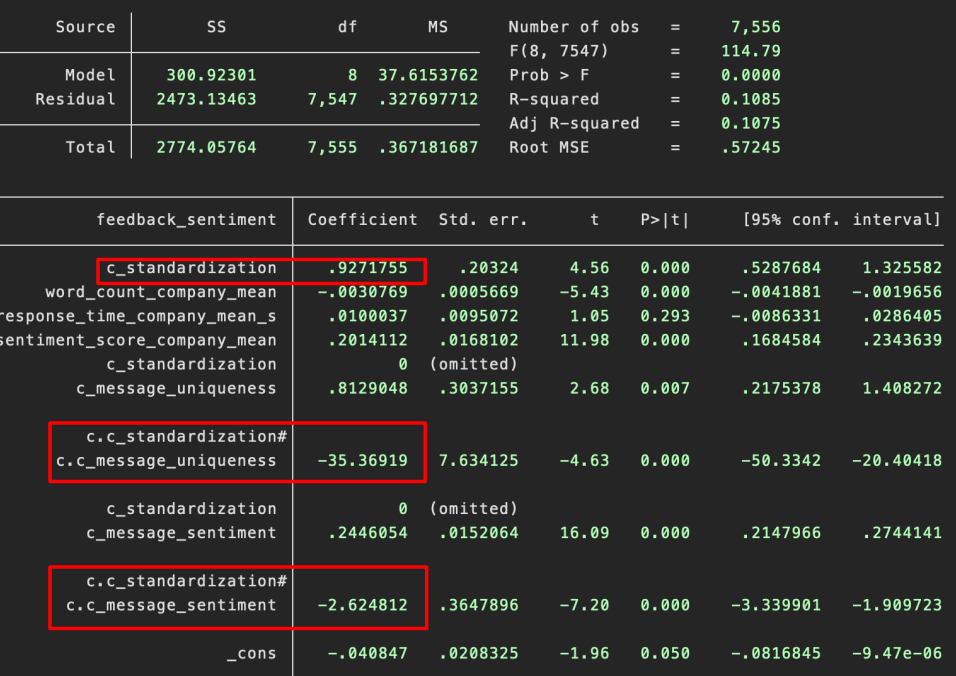 Source SS df MS Number of obs = 7,556
F(8, 7547) = 114.79
Model 300.92301 8 37.6153762 Prob > F = 0.0000
Residual 2473.13463 7,547 .327697712 R-squared = 0.1085
Adj R-squared = 0.1075
Total 2774.05764 7,555 .367181687 Root MSE = .57245
feedback_sentiment Coefficient Std. err. t P>|t| [95% conf. interval]
c_standardization .9271755 .20324 4.56 0.000 .5287684 1.325582
word_count_company_mean -.0030769 .0005669 -5.43 0.000 -.0041881 -.0019656
response_time_company_mean_s .0100037 .0095072 1.05 0.293 -.0086331 .0286405
sentiment_score_company_mean .2014112 .0168102 11.98 0.000 .1684584 .2343639
c_standardization 0 (omitted)
c_message_uniqueness .8129048 .3037155 2.68 0.007 .2175378 1.408272
c.c_standardization#
c.c_message_uniqueness -35.36919 7.634125 -4.63 0.000 -50.3342 -20.40418
c_standardization 0 (omitted)
c_message_sentiment .2446054 .0152064 16.09 0.000 .2147966 .2744141
c.c_standardization#
c.c_message_sentiment -2.624812 .3647896 -7.20 0.000 -3.339901 -1.909723
_cons -.040847 .0208325 -1.96 0.050 -.0816845 -9.47e-06